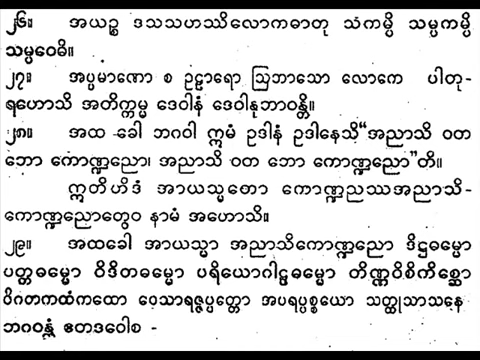 ၂၆။ အယဉ္စ ဒသသဟဿိလောကဓာတု သံကမ္ပိ သမ္ပကမ္ပိ
သမ္ပဝေဓိ။
၂၇။ အပ္ပမာဏော စ ဥဠာရော ဩဘာသော လောကေ ပါတု-
ရဟောသိ အတိက္ကမ္မ ဒေဝါနံ ဒေဝါနုဘာဝန္တိ။
၂၈။ အထ ခေါ ဘဂဝါ ဣမံ ဥဒါနံ ဥဒါနေသိ“အညာသိ ဝတ
ဘော ကောဏ္ဍညော၊ အညာသိ ဝတ ဘော ကောဏ္ဍညော”တိ။
ဣတိဟိဒံ အာယသ္မတော ကောဏ္ဍညဿအညာသိ-
ကောဏ္ဍညောတွေဝ နာမံ အဟောသိ။
၂၉။ အထခေါ အာယသ္မာ အညာသိကောဏ္ဍညော ဒိဋ္ဌဓမ္မော
ပတ္တဓမ္မော ဝိဒိတဓမ္မော ပရိယောဂါဠှဓမ္မော တိဏ္ဏဝိစိကိစ္ဆော
ဝိဂတကထံကထော ဝေသာရဇ္ဇပ္ပတ္တော အပရပ္ပစ္စယော သတ္ထုသာသနေ
ဘဂဝန္တံ ဧတဒဝေါစ -